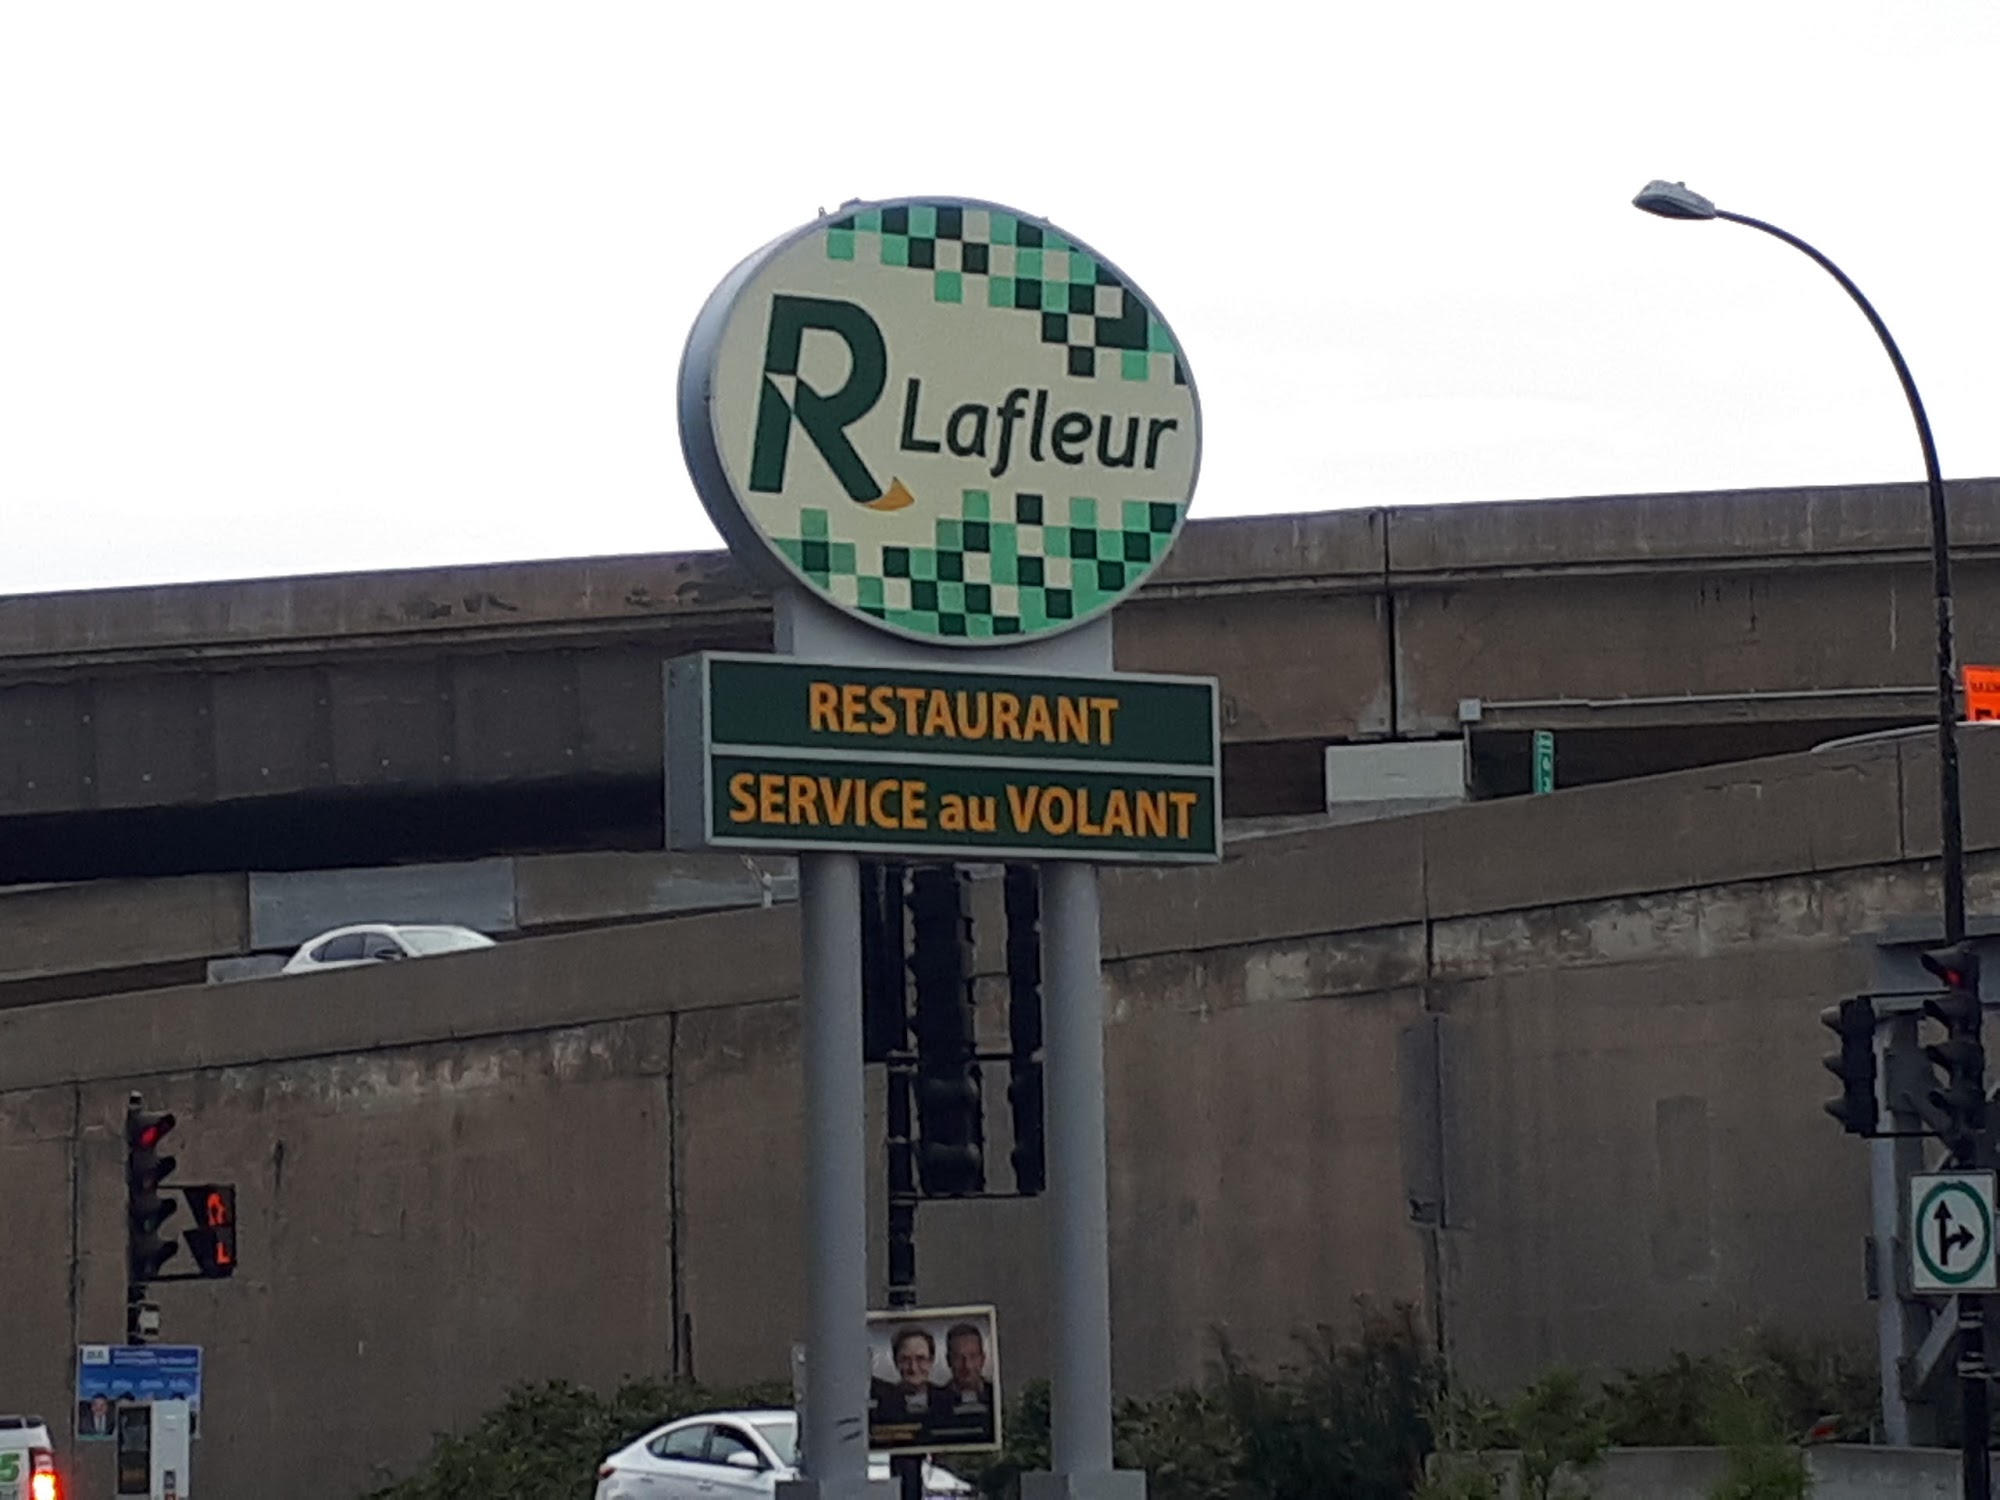 R Lafleur
RESTAURANT
SERVICE au VOLANT